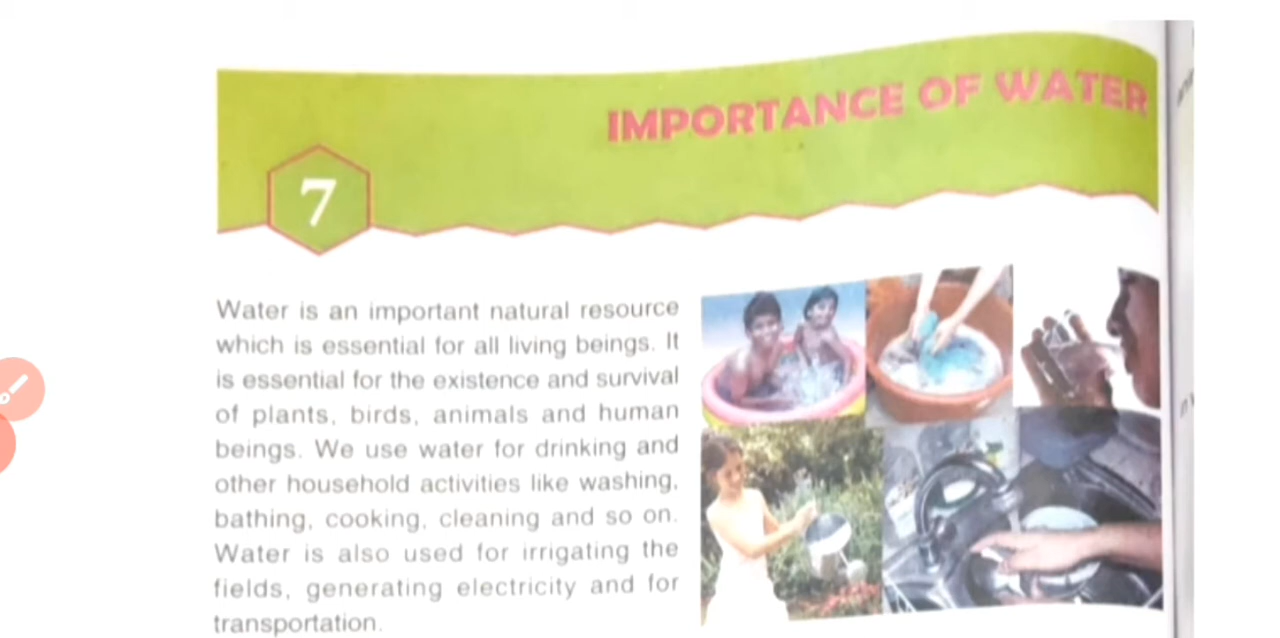 IMPORTANCE OF WATER
7
Water is an important natural resource
which is essential for all living beings. It
is essential for the existence and survival
of plants, birds, animals and human
beings. We use water for drinking and
other household activities like washing,
bathing, cooking, cleaning and so on.
Water is also used for irrigating the
fields, generating electricity and for
transportation.